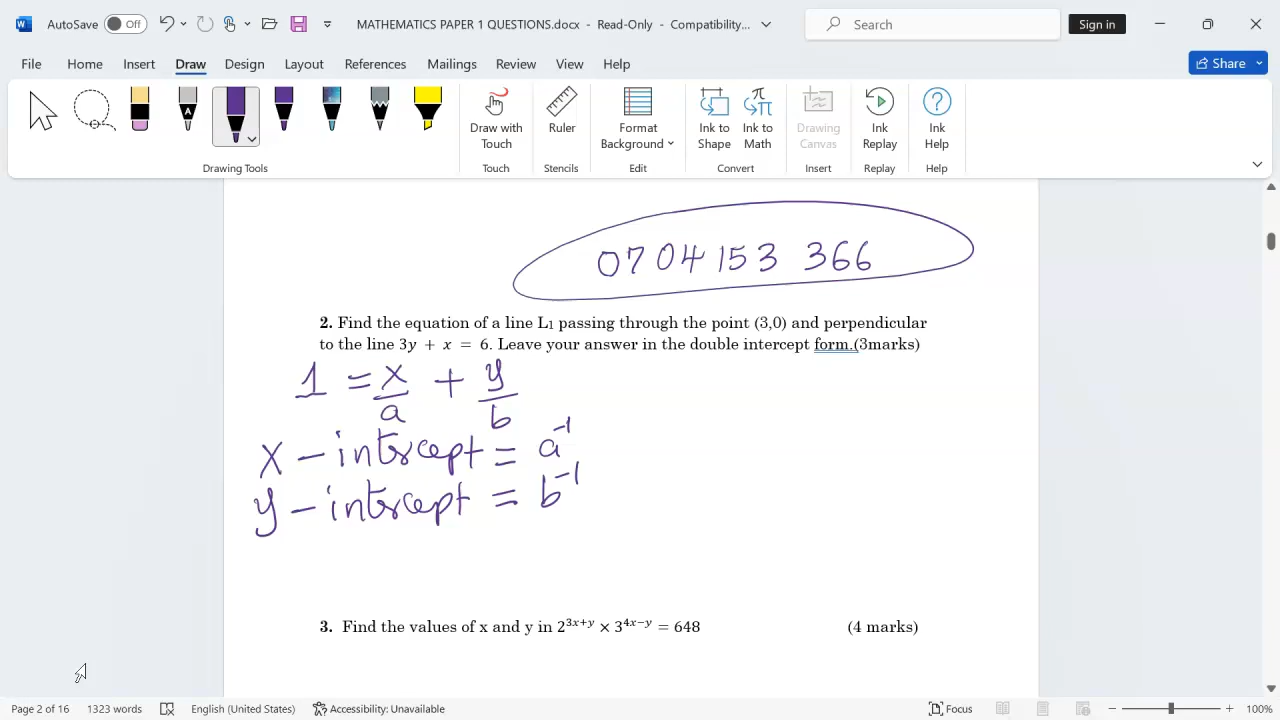 AutoSave Off MATHEMATICS PAPER 1 QUESTIONS.docx - Read-Only - Compatibility... Search Sign in
File Home Insert Draw Design Layout References Mailings Review View Help Share
Draw with Touch Ruler Format Background Ink to Shape Ink to Math Drawing Canvas Ink Replay Ink Help
Drawing Tools Touch Stencils Edit Convert Insert Replay Help
0704 153 366
2. Find the equation of a line L₁ passing through the point (3,0) and perpendicular
to the line 3y + x = 6. Leave your answer in the double intercept form.(3marks)
1 = x/a + y/b
x - intercept = a⁻¹
y - intercept = b⁻¹
3. Find the values of x and y in 2³ˣ⁺ʸ × 3⁴ˣ⁻ʸ = 648 (4 marks)
Page 2 of 16 1323 words English (United States) Accessibility: Unavailable Focus 100%